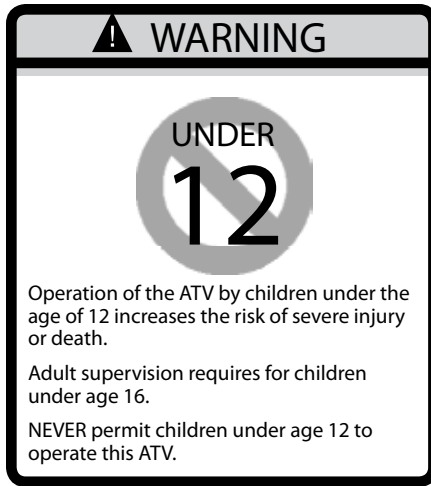 WARNING
UNDER
12
Operation of the ATV by children under the
age of 12 increases the risk of severe injury
or death.
Adult supervision requires for children
under age 16.
NEVER permit children under age 12 to
operate this ATV.